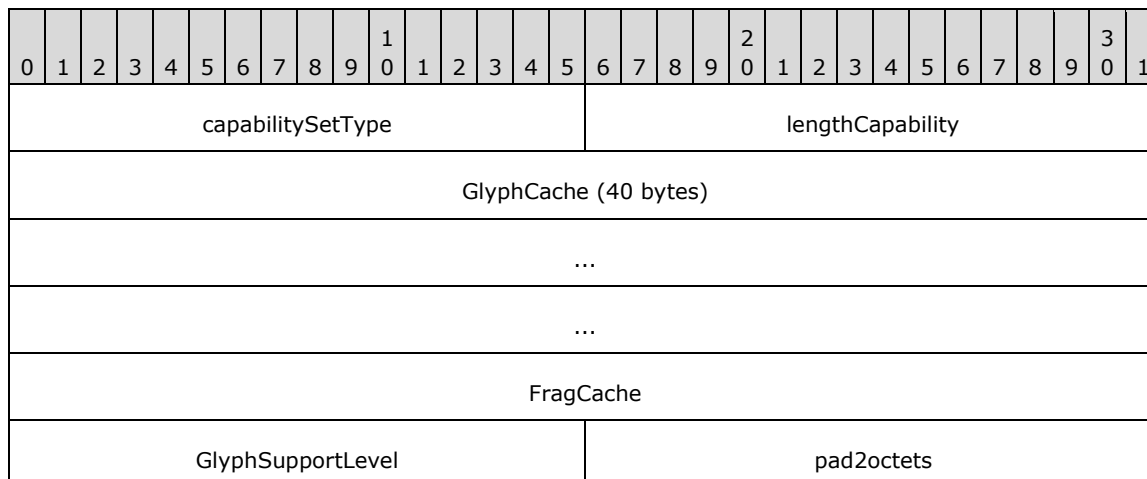 1 2 3
0 1 2 3 4 5 6 7 8 9 0 1 2 3 4 5 6 7 8 9 0 1 2 3 4 5 6 7 8 9 0 1
capabilitySetType lengthCapability
GlyphCache (40 bytes)
...
...
FragCache
GlyphSupportLevel pad2octets